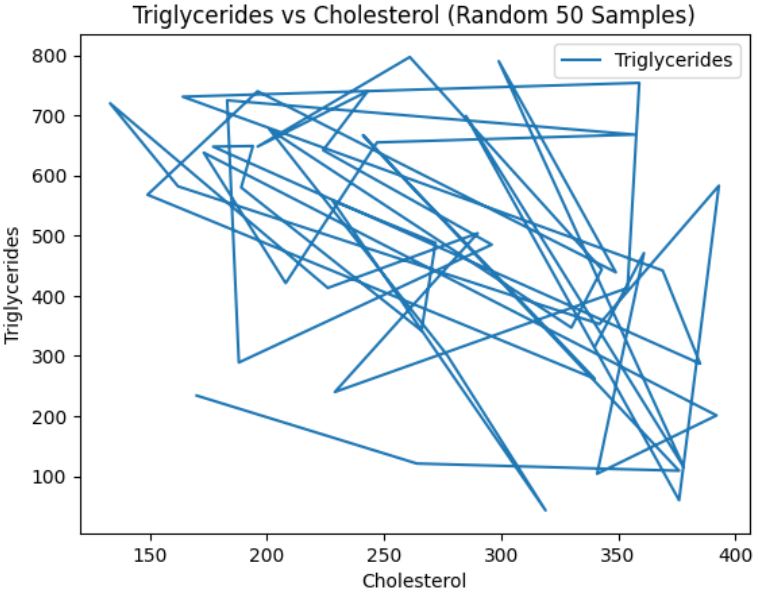 Triglycerides vs Cholesterol (Random 50 Samples)
Triglycerides
800
700
600
500
400
300
200
100
Triglycerides
150 200 250 300 350 400
Cholesterol